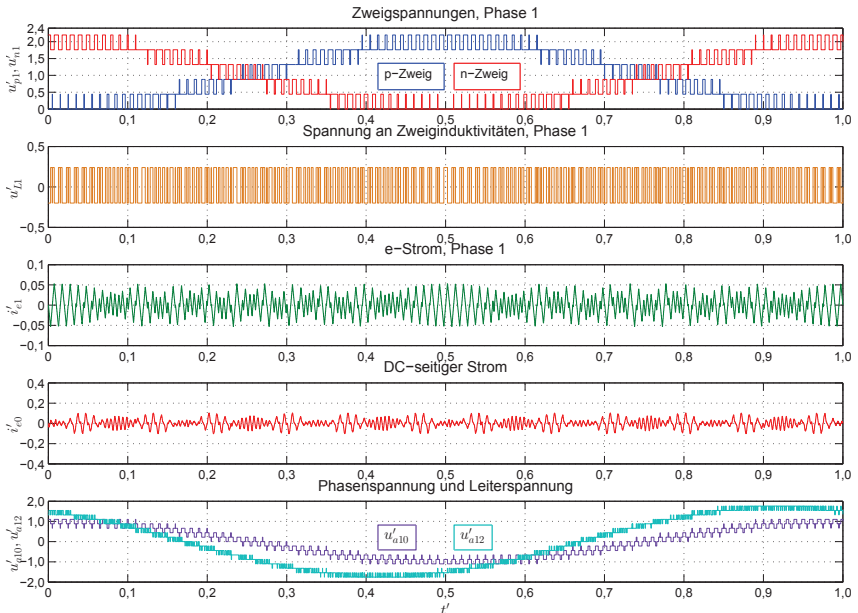 Zweigspannungen, Phase 1
u′p1, u′n1
2,4
2,0
1,5
1,0
0,5
0
p-Zweig
n-Zweig
0 0,1 0,2 0,3 0,4 0,5 0,6 0,7 0,8 0,9 1,0
Spannung an Zweiginduktivitäten, Phase 1
u′L1
0,5
0
−0,5
0 0,1 0,2 0,3 0,4 0,5 0,6 0,7 0,8 0,9 1,0
e−Strom, Phase 1
i′e1
0,1
0,05
0
−0,05
−0,1
0 0,1 0,2 0,3 0,4 0,5 0,6 0,7 0,8 0,9 1,0
DC−seitiger Strom
i′e0
0,4
0,2
0
−0,2
−0,4
0 0,1 0,2 0,3 0,4 0,5 0,6 0,7 0,8 0,9 1,0
Phasenspannung und Leiterspannung
u′a10, u′a12
2,0
1,0
0
−1,0
−2,0
u′a10
u′a12
0 0,1 0,2 0,3 0,4 0,5 0,6 0,7 0,8 0,9 1,0
t′